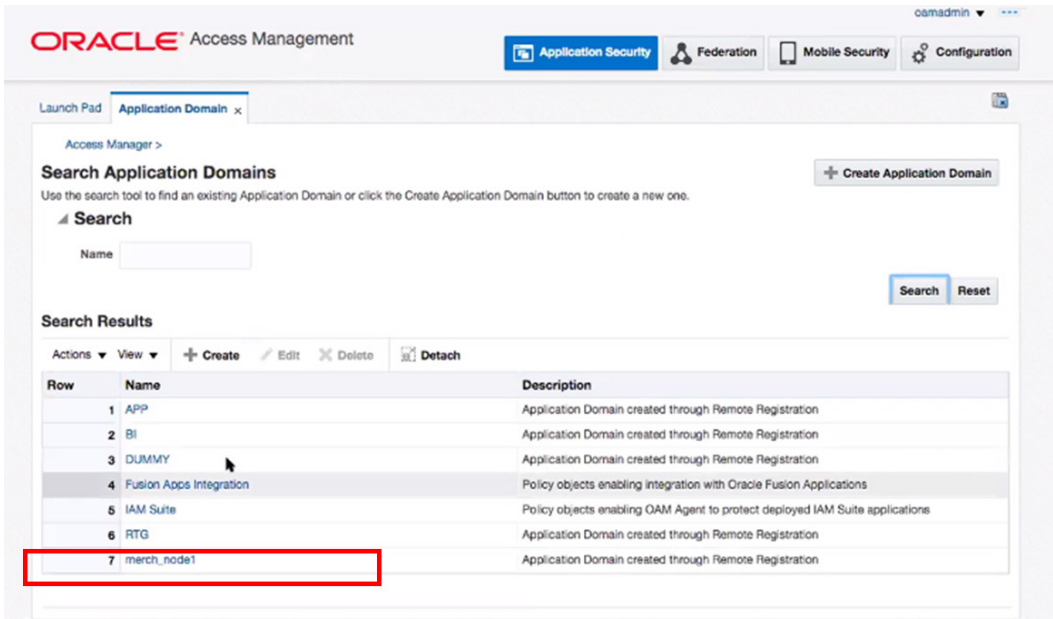 oamadmin
ORACLE Access Management
Application Security Federation Mobile Security Configuration
Launch Pad Application Domain x
Access Manager >
Search Application Domains
Create Application Domain
Use the search tool to find an existing Application Domain or click the Create Application Domain button to create a new one.
Search
Name
Search Reset
Search Results
Actions View Create Edit Delete Detach
Row Name Description
1 APP Application Domain created through Remote Registration
2 BI Application Domain created through Remote Registration
3 DUMMY Application Domain created through Remote Registration
4 Fusion Apps Integration Policy objects enabling integration with Oracle Fusion Applications
5 IAM Suite Policy objects enabling OAM Agent to protect deployed IAM Suite applications
6 RTG Application Domain created through Remote Registration
7 merch_node1 Application Domain created through Remote Registration